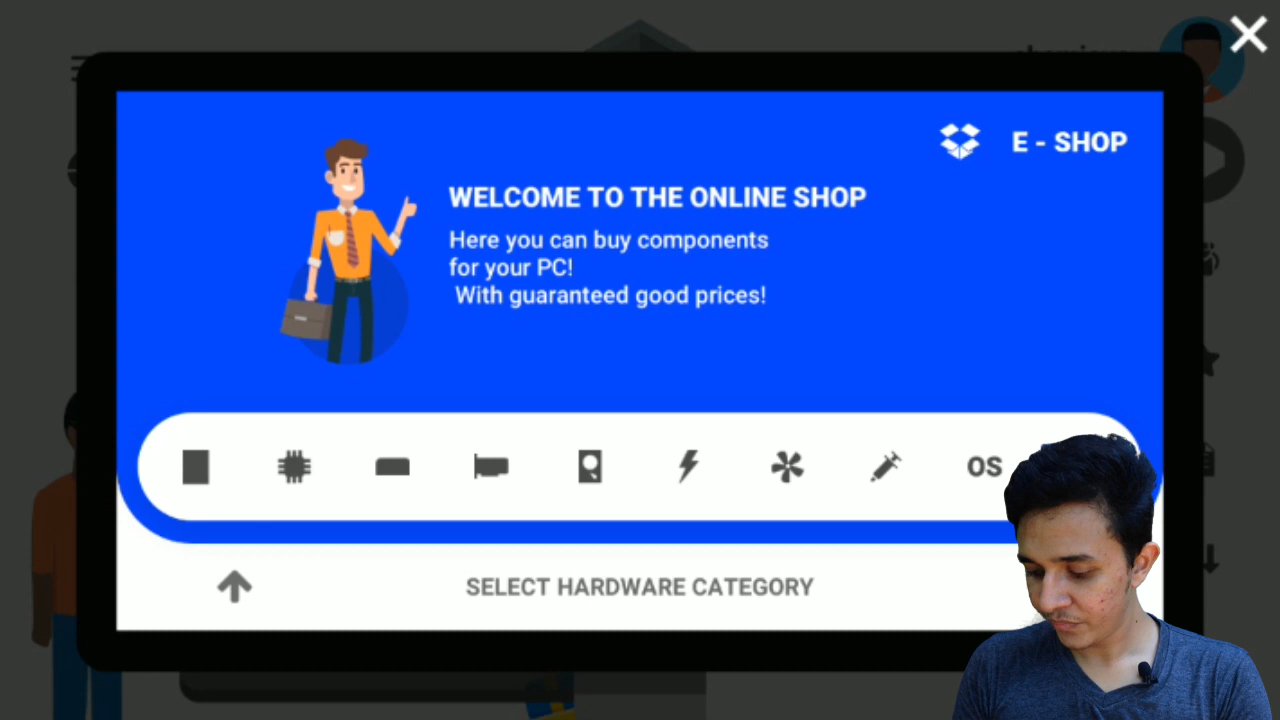 E - SHOP
WELCOME TO THE ONLINE SHOP
Here you can buy components
for your PC!
With guaranteed good prices!
OS
SELECT HARDWARE CATEGORY